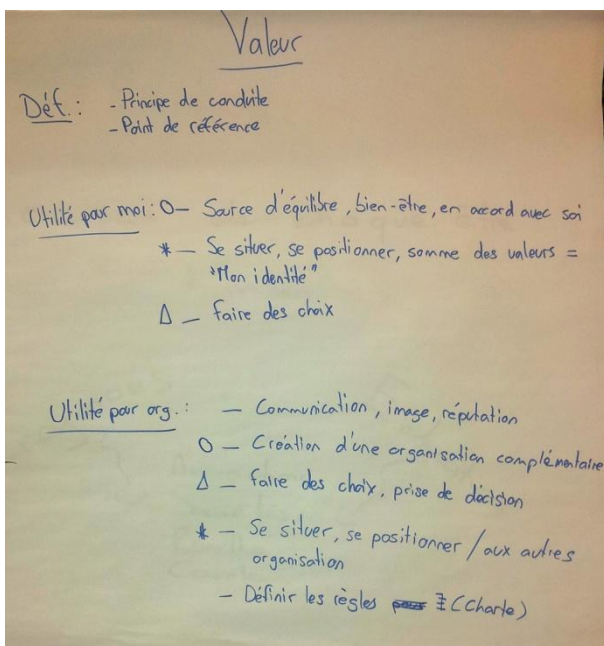 Valeur
Déf.: - Principe de conduite
- Point de référence
Utilité pour moi: O — Source d'équilibre, bien-être, en accord avec soi
* — Se situer, se positionner, somme des valeurs =
"Mon identité"
Δ — faire des choix
Utilité pour org.: — Communication, image, réputation
O — Création d'une organisation complémentaire
Δ — faire des choix, prise de décision
* — Se situer, se positionner / aux autres
organisation
— Définir les règles (Charte)